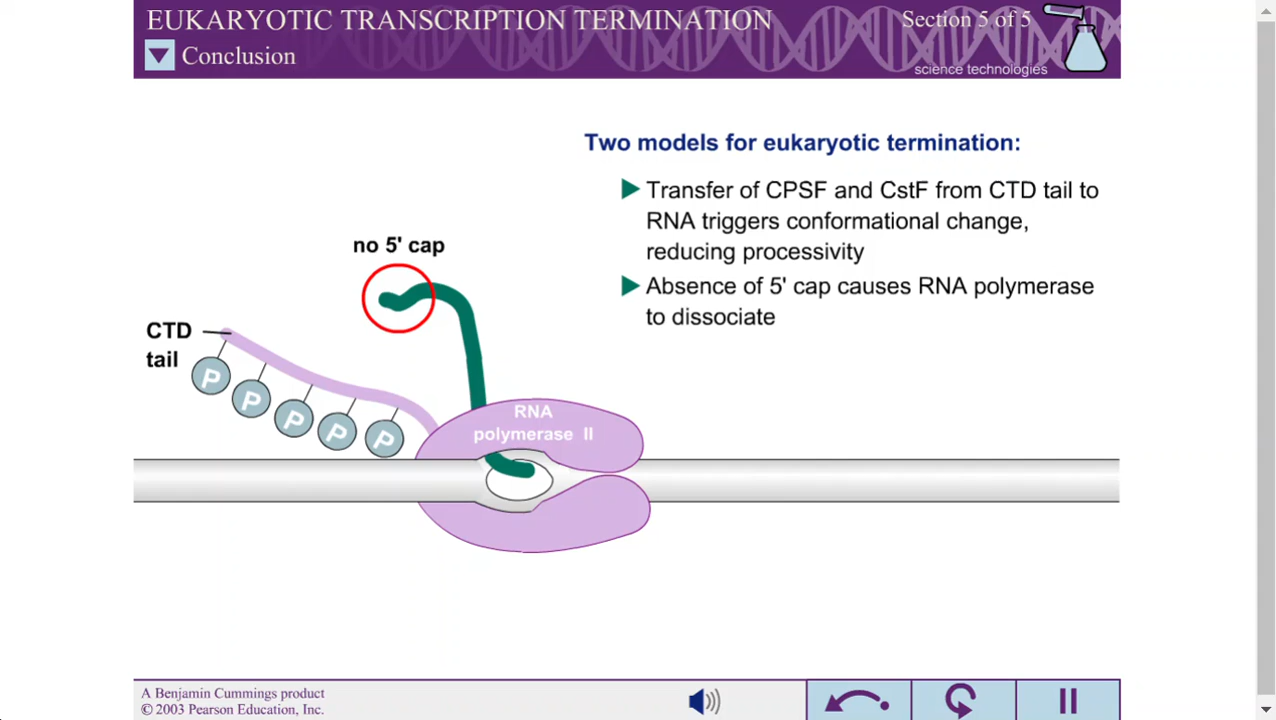 EUKARYOTIC TRANSCRIPTION TERMINATION
Section 5 of 5
Conclusion
science technologies
Two models for eukaryotic termination:
Transfer of CPSF and CstF from CTD tail to
RNA triggers conformational change,
reducing processivity
Absence of 5' cap causes RNA polymerase
to dissociate
no 5' cap
CTD
tail
P
P
P
P
P
RNA
polymerase II
A Benjamin Cummings product
© 2003 Pearson Education, Inc.